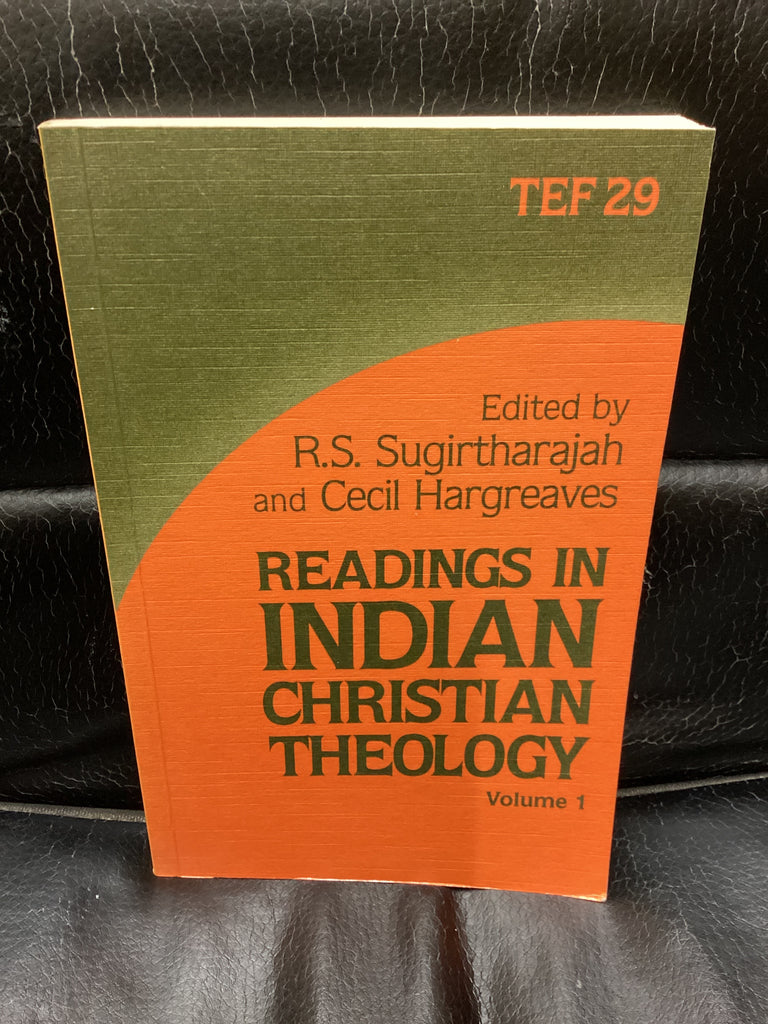 TEF 29
Edited by
R.S. Sugirtharajah
and Cecil Hargreaves
READINGS IN
INDIAN
CHRISTIAN
THEOLOGY
Volume 1